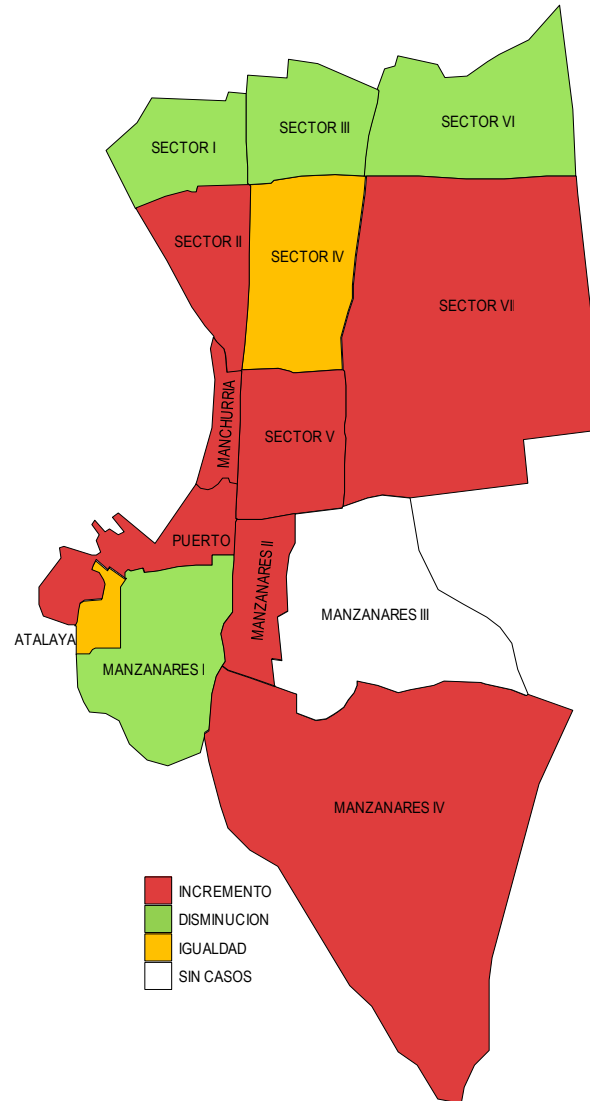 SECTOR I
SECTOR III
SECTOR VI
SECTOR II
SECTOR IV
SECTOR VII
MANCHURRIA
SECTOR V
PUERTO
MANZANARES II
MANZANARES III
ATALAYA
MANZANARES I
MANZANARES IV
INCREMENTO
DISMINUCION
IGUALDAD
SIN CASOS